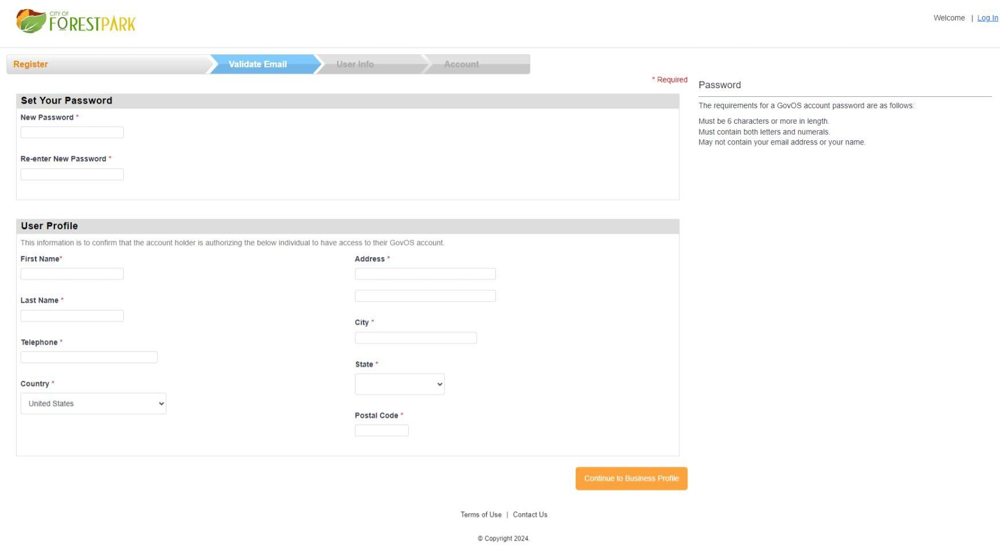 CITY OF
FORESTPARK
Welcome | Log In
Register
Validate Email
User Info
Account
* Required
Password
The requirements for a GovOS account password are as follows:
Must be 6 characters or more in length.
Must contain both letters and numerals.
May not contain your email address or your name.
Set Your Password
New Password *
Re-enter New Password *
User Profile
This information is to confirm that the account holder is authorizing the below individual to have access to their GovOS account.
First Name*
Last Name *
Telephone *
Country *
United States
Address *
City *
State *
Postal Code *
Continue to Business Profile
Terms of Use | Contact Us
© Copyright 2024.